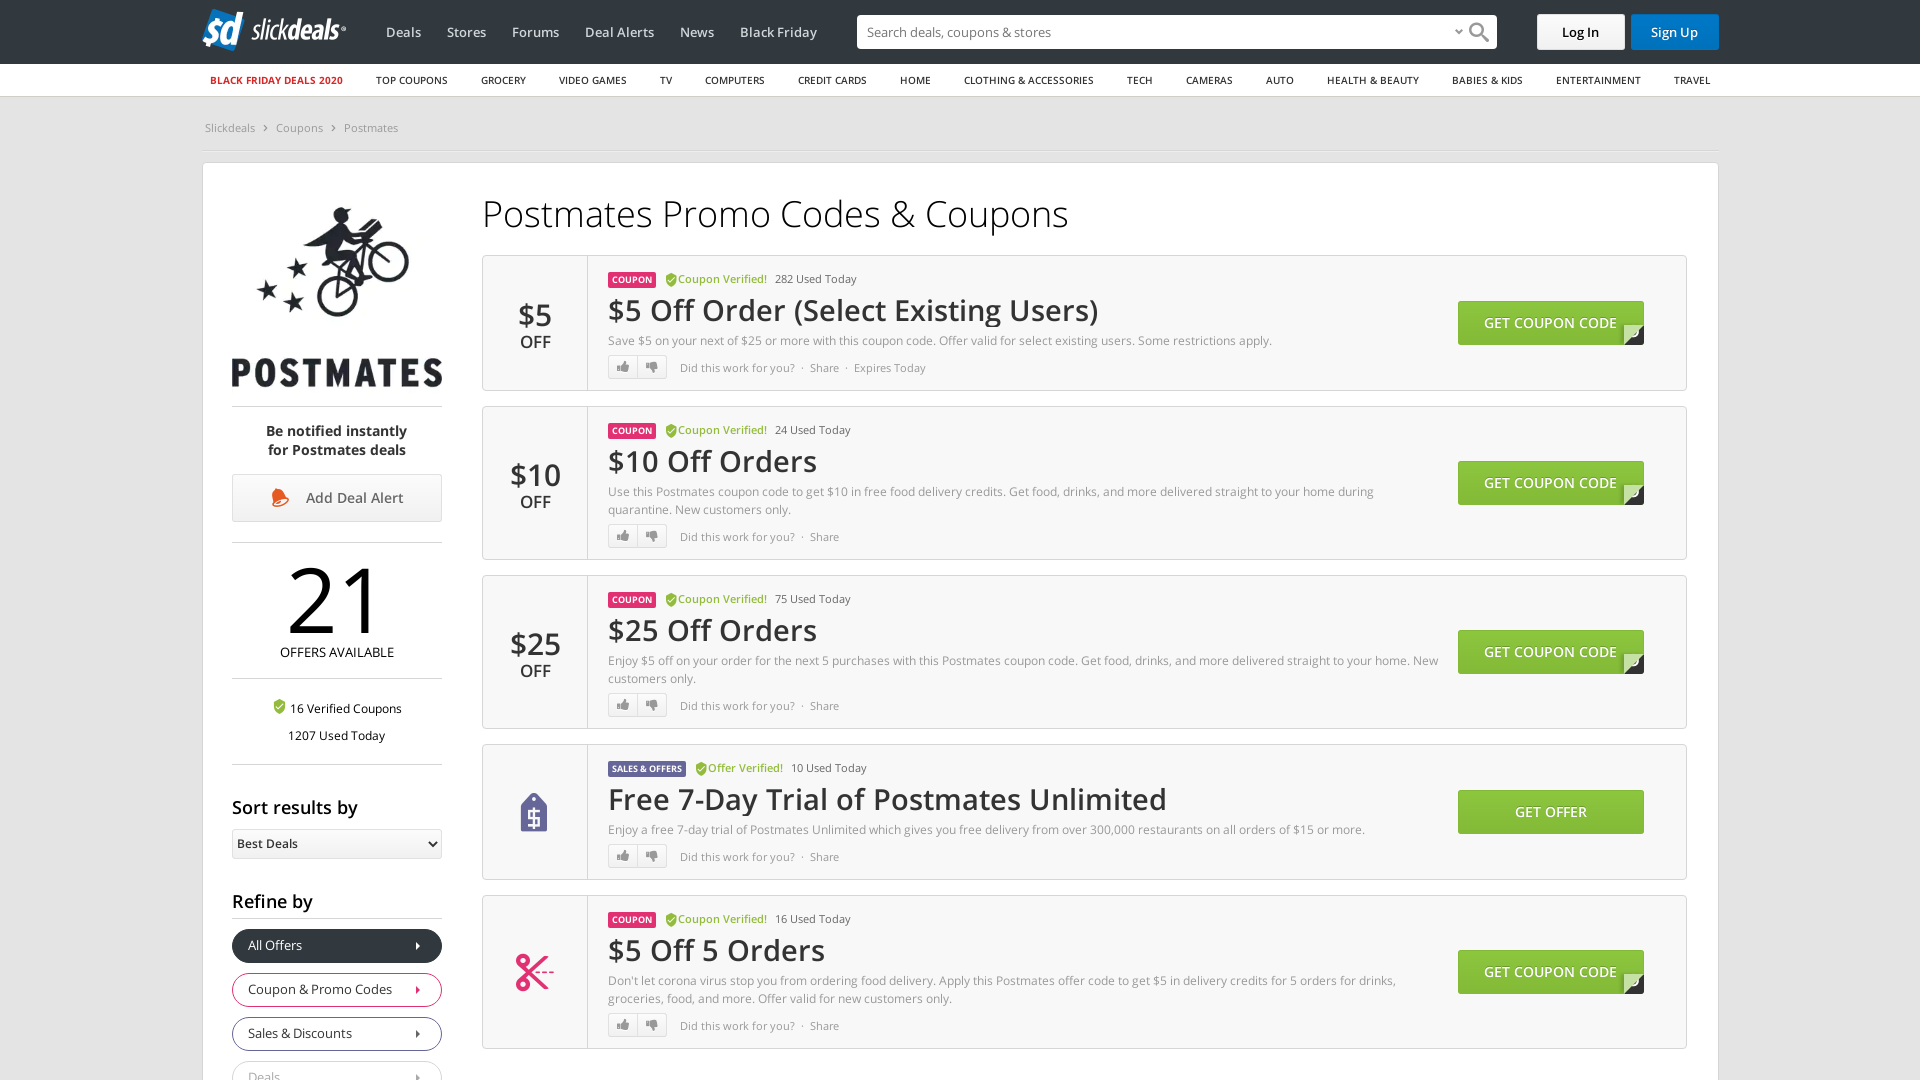 sd slickdeals
Deals
Stores
Forums
Deal Alerts
News
Black Friday
Search deals, coupons & stores
Log In
Sign Up
BLACK FRIDAY DEALS 2020
TOP COUPONS
GROCERY
VIDEO GAMES
TV
COMPUTERS
CREDIT CARDS
HOME
CLOTHING & ACCESSORIES
TECH
CAMERAS
AUTO
HEALTH & BEAUTY
BABIES & KIDS
ENTERTAINMENT
TRAVEL
Slickdeals › Coupons › Postmates
POSTMATES
Be notified instantly
for Postmates deals
Add Deal Alert
21
OFFERS AVAILABLE
16 Verified Coupons
1207 Used Today
Sort results by
Best Deals
Refine by
All Offers
Coupon & Promo Codes
Sales & Discounts
Deals
Postmates Promo Codes & Coupons
$5
OFF
COUPON Coupon Verified! 282 Used Today
$5 Off Order (Select Existing Users)
Save $5 on your next of $25 or more with this coupon code. Offer valid for select existing users. Some restrictions apply.
Did this work for you? · Share · Expires Today
GET COUPON CODE
$10
OFF
COUPON Coupon Verified! 24 Used Today
$10 Off Orders
Use this Postmates coupon code to get $10 in free food delivery credits. Get food, drinks, and more delivered straight to your home during
quarantine. New customers only.
Did this work for you? · Share
GET COUPON CODE
$25
OFF
COUPON Coupon Verified! 75 Used Today
$25 Off Orders
Enjoy $5 off on your order for the next 5 purchases with this Postmates coupon code. Get food, drinks, and more delivered straight to your home. New
customers only.
Did this work for you? · Share
GET COUPON CODE
SALES & OFFERS Offer Verified! 10 Used Today
Free 7-Day Trial of Postmates Unlimited
Enjoy a free 7-day trial of Postmates Unlimited which gives you free delivery from over 300,000 restaurants on all orders of $15 or more.
Did this work for you? · Share
GET OFFER
COUPON Coupon Verified! 16 Used Today
$5 Off 5 Orders
Don't let corona virus stop you from ordering food delivery. Apply this Postmates offer code to get $5 in delivery credits for 5 orders for drinks,
groceries, food, and more. Offer valid for new customers only.
Did this work for you? · Share
GET COUPON CODE